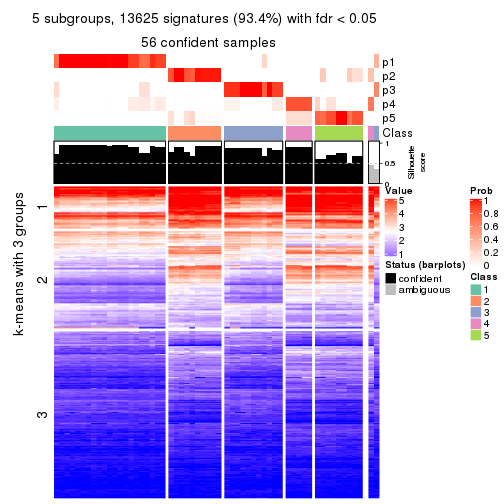 5 subgroups, 13625 signatures (93.4%) with fdr < 0.05
56 confident samples
p1
p2
p3
p4
p5
Class
1
0.5
0
Silhouette
score
k-means with 3 groups
1
2
3
Value
5
4
3
2
1
Status (barplots)
confident
ambiguous
Prob
1
0.8
0.6
0.4
0.2
0
Class
1
2
3
4
5